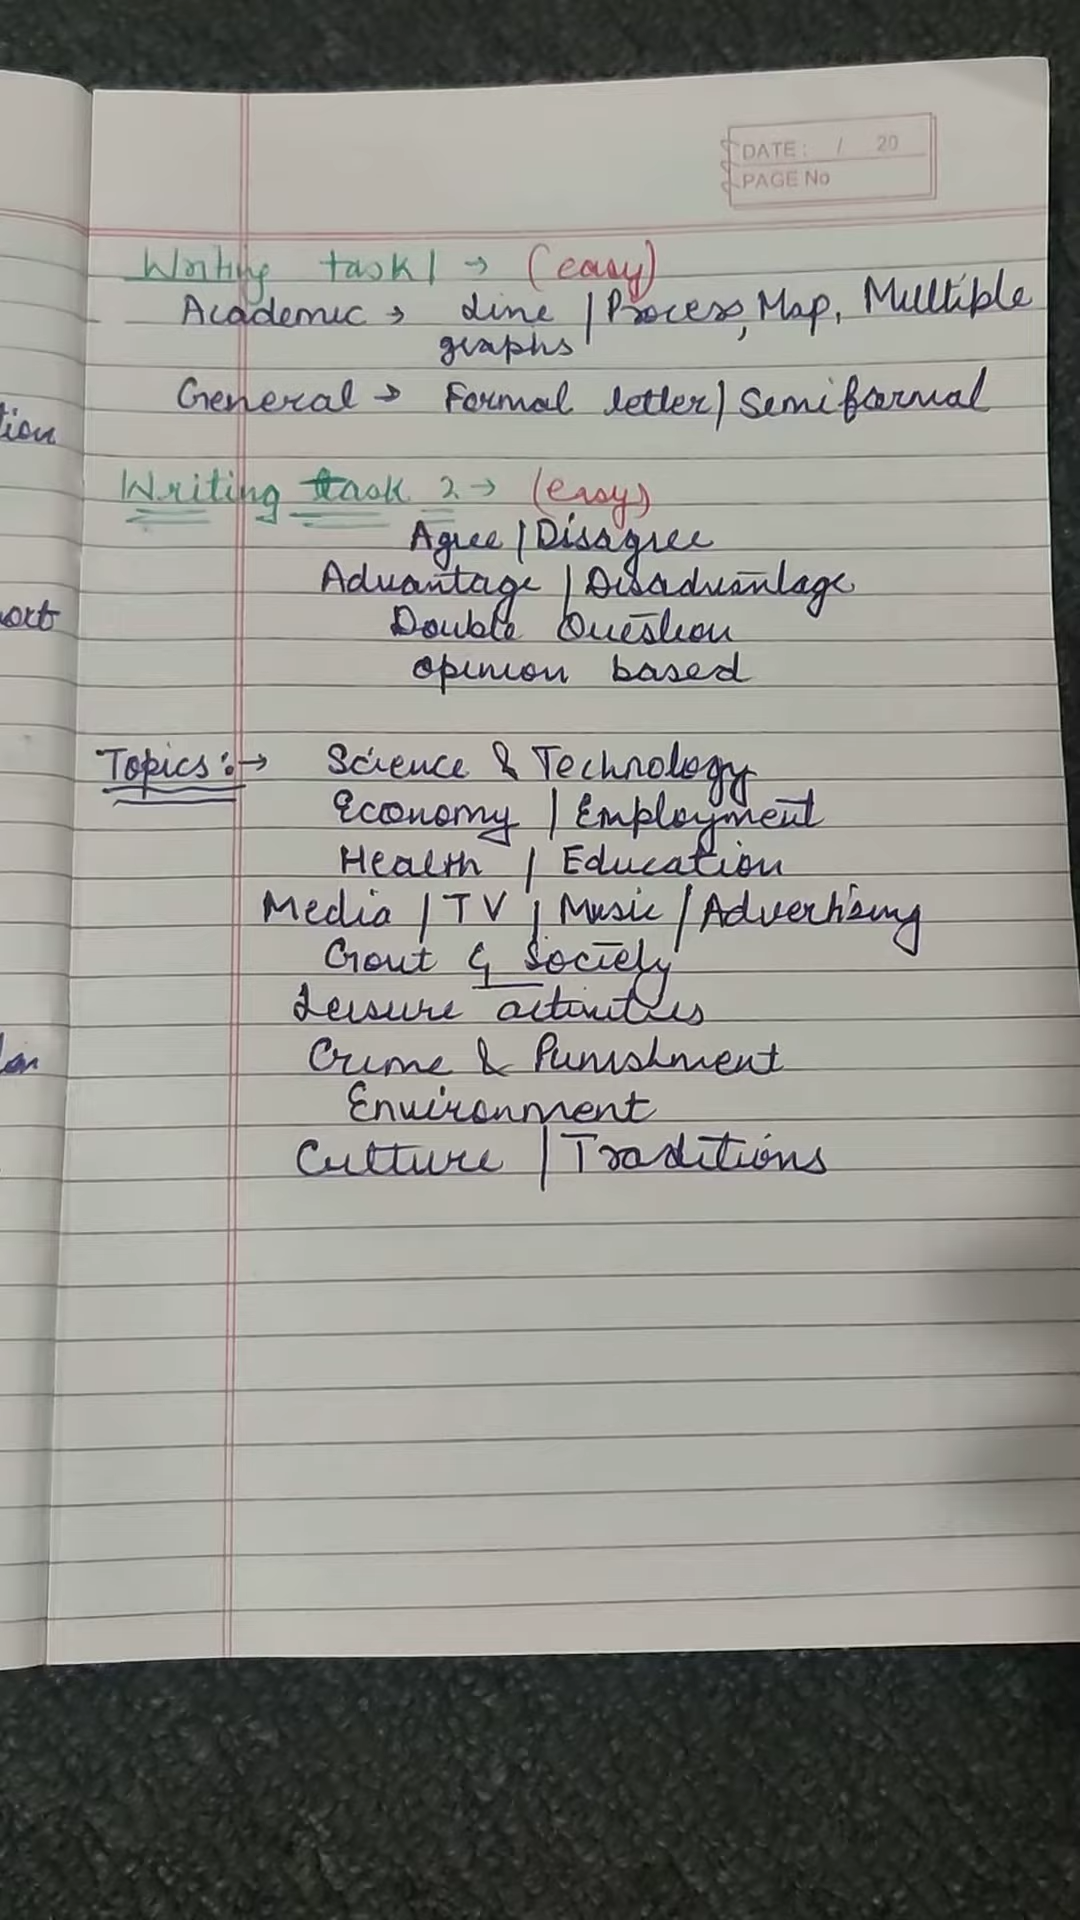 DATE: / 20
PAGE No
Writing task 1 → (easy)
Academic → Line / Process, Map, Multiple
graphs
General → Formal letter / Semiformal
tion
Writing task 2 → (easy)
Agree / Disagree
Advantage / Disadvantage
Double Question
opinion based
Topics :→ Science & Technology
Economy / Employment
Health / Education
Media / TV / Music / Advertising
Govt & Society
Leisure activities
Crime & Punishment
Environment
Culture / Traditions